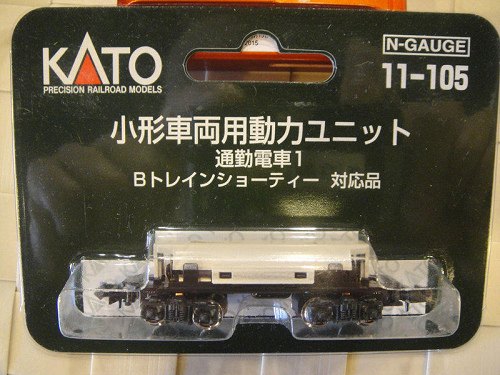 2015
N-GAUGE
KATO
PRECISION RAILROAD MODELS
11-105
小形車両用動力ユニット
通勤電車1
Bトレインショーティー 対応品